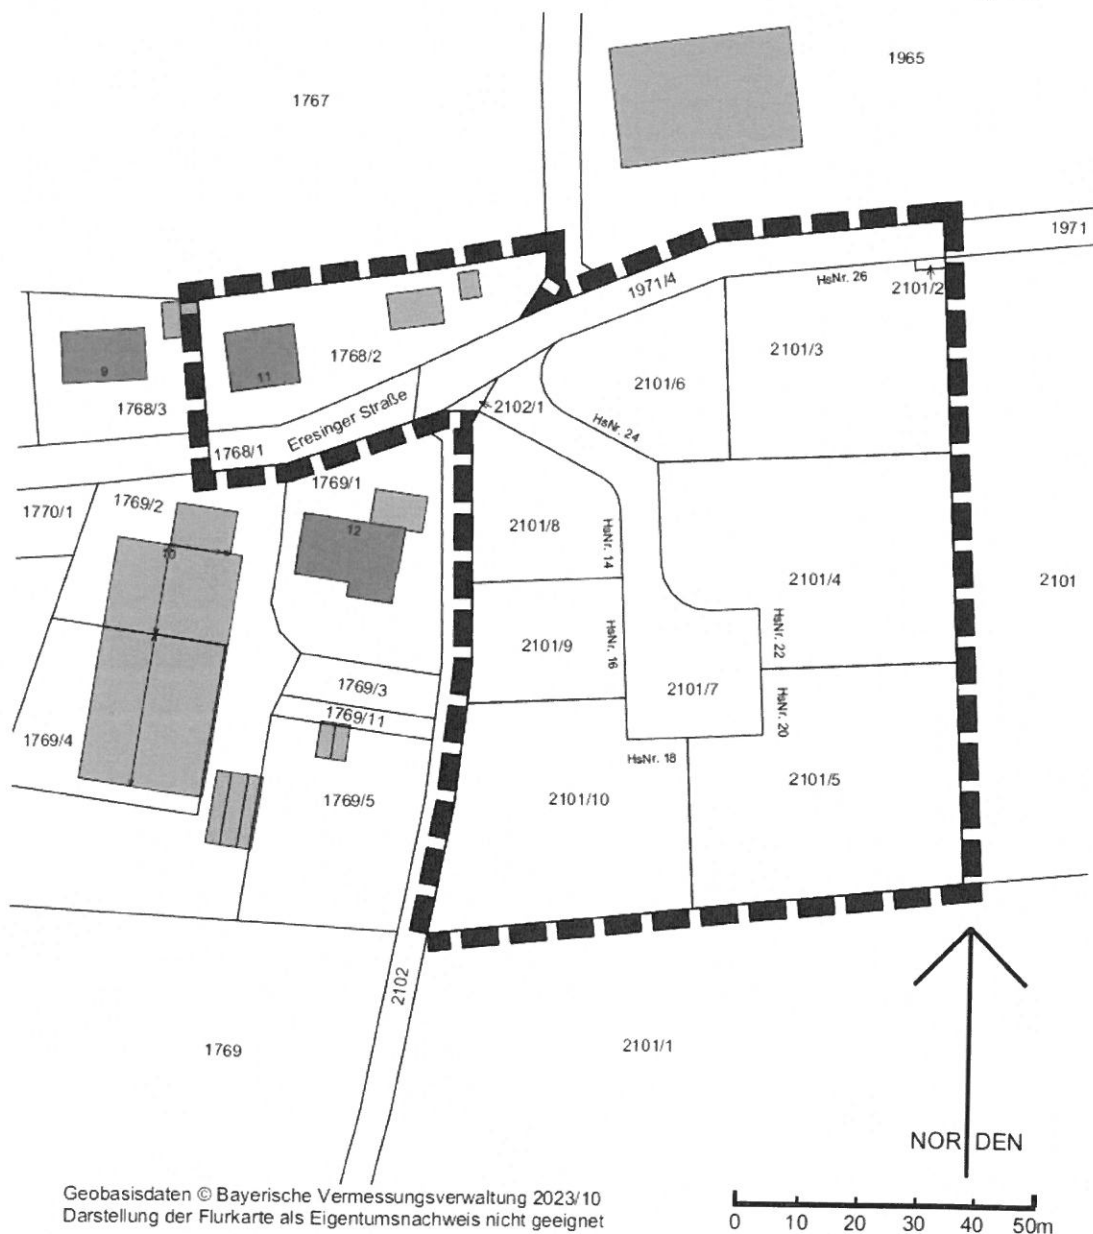 1965
1767
1971
1971/4
HsNr. 26
2101/2
2101/3
1768/2
11
9
2101/6
1768/3
2102/1
Eresinger Straße
HsNr. 24
1768/1
1769/1
1769/2
1770/1
12
2101/8
HsNr. 14
10
2101/4
2101
HsNr. 22
2101/9
HsNr. 16
1769/3
2101/7
1769/11
HsNr. 20
1769/4
HsNr. 18
2101/5
1769/5
2101/10
2102
1769
2101/1
NORDEN
Geobasisdaten © Bayerische Vermessungsverwaltung 2023/10
Darstellung der Flurkarte als Eigentumsnachweis nicht geeignet
0 10 20 30 40 50m